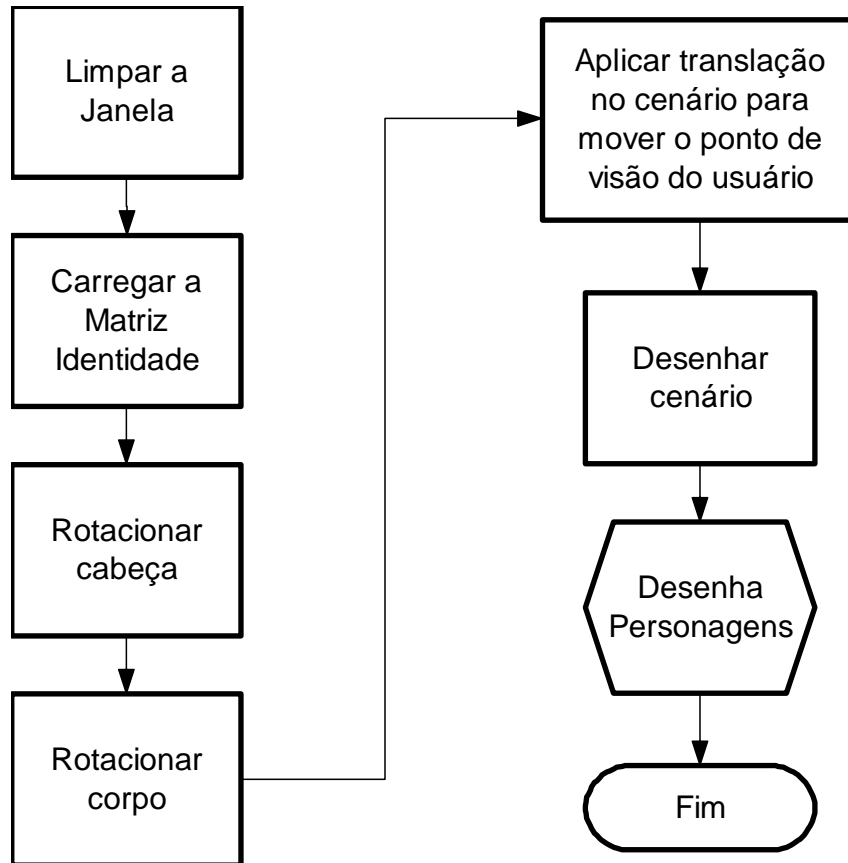 Limpar a
Janela
Carregar a
Matriz
Identidade
Rotacionar
cabeça
Rotacionar
corpo
Aplicar translação
no cenário para
mover o ponto de
visão do usuário
Desenhar
cenário
Desenha
Personagens
Fim